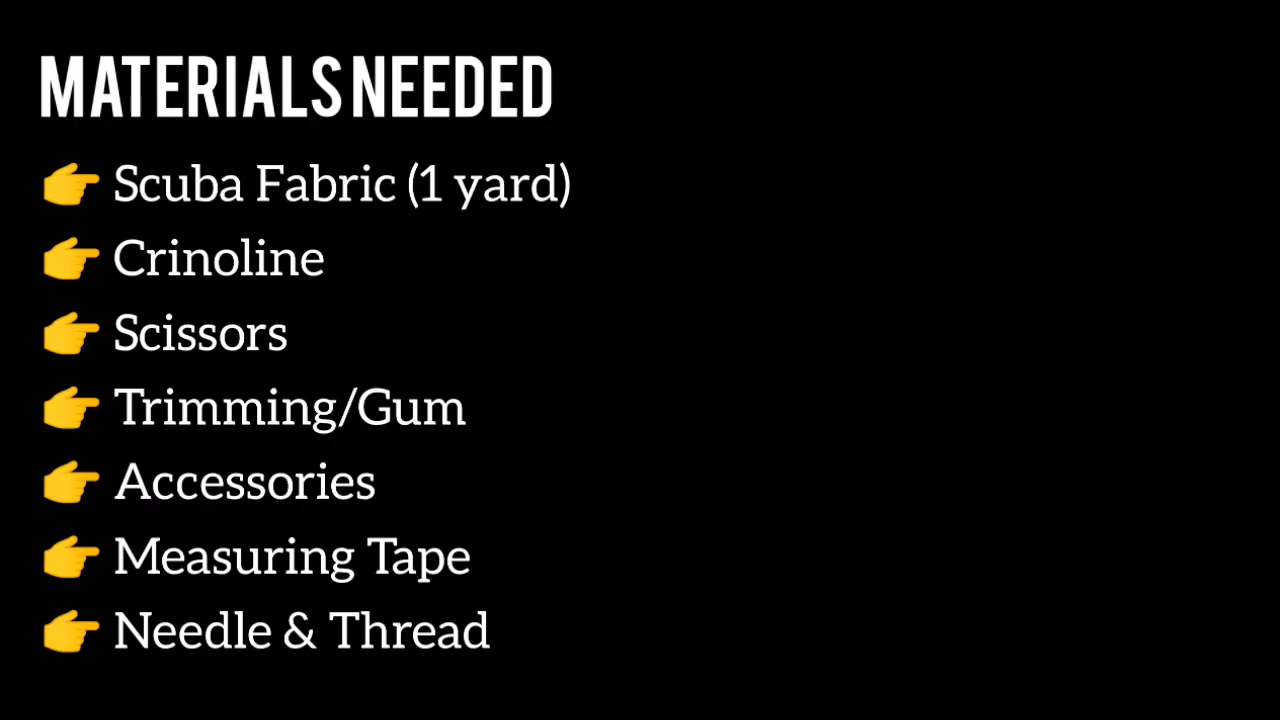 MATERIALS NEEDED
👉 Scuba Fabric (1 yard)
👉 Crinoline
👉 Scissors
👉 Trimming/Gum
👉 Accessories
👉 Measuring Tape
👉 Needle & Thread